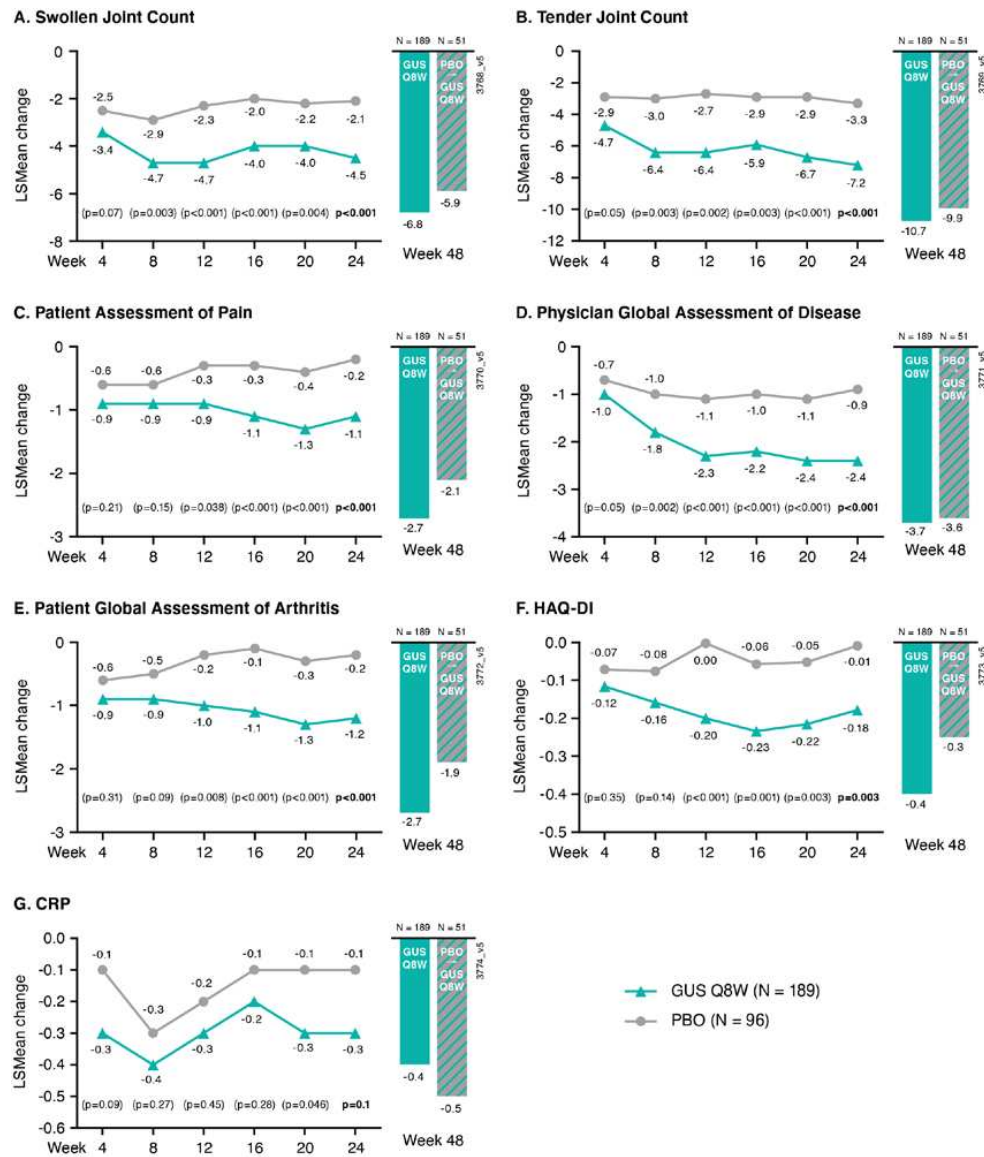 A. Swollen Joint Count
N = 189 N = 51
LSMean change
0
-2
-4
-6
-8
-2.5 -2.9 -2.3 -2.0 -2.2 -2.1
-3.4 -4.7 -4.7 -4.0 -4.0 -4.5
(p=0.07) (p=0.003) (p<0.001) (p<0.001) (p=0.004) p<0.001
Week 4 8 12 16 20 24
GUS Q8W
PBO → GUS Q8W
-6.8 -5.9
Week 48
3768_v5
B. Tender Joint Count
N = 189 N = 51
LSMean change
0
-2
-4
-6
-8
-10
-12
-2.9 -3.0 -2.7 -2.9 -2.9 -3.3
-4.7 -6.4 -6.4 -5.9 -6.7 -7.2
(p=0.05) (p=0.003) (p=0.002) (p=0.003) (p<0.001) p<0.001
Week 4 8 12 16 20 24
GUS Q8W
PBO → GUS Q8W
-10.7 -9.9
Week 48
3769_v5
C. Patient Assessment of Pain
N = 189 N = 51
LSMean change
0
-1
-2
-3
-0.6 -0.6 -0.3 -0.3 -0.4 -0.2
-0.9 -0.9 -0.9 -1.1 -1.3 -1.1
(p=0.21) (p=0.15) (p=0.038) (p<0.001) (p<0.001) p<0.001
Week 4 8 12 16 20 24
GUS Q8W
PBO → GUS Q8W
-2.7 -2.1
Week 48
3770_v5
D. Physician Global Assessment of Disease
N = 189 N = 51
LSMean change
0
-1
-2
-3
-4
-0.7 -1.0 -1.1 -1.0 -1.1 -0.9
-1.0 -1.8 -2.3 -2.2 -2.4 -2.4
(p=0.05) (p=0.002) (p<0.001) (p<0.001) (p<0.001) p<0.001
Week 4 8 12 16 20 24
GUS Q8W
PBO → GUS Q8W
-3.7 -3.6
Week 48
3771_v5
E. Patient Global Assessment of Arthritis
N = 189 N = 51
LSMean change
0
-1
-2
-3
-0.6 -0.5 -0.2 -0.1 -0.3 -0.2
-0.9 -0.9 -1.0 -1.1 -1.3 -1.2
(p=0.31) (p=0.09) (p=0.008) (p<0.001) (p<0.001) p<0.001
Week 4 8 12 16 20 24
GUS Q8W
PBO → GUS Q8W
-2.7 -1.9
Week 48
3772_v5
F. HAQ-DI
N = 189 N = 51
LSMean change
0.0
-0.1
-0.2
-0.3
-0.4
-0.5
-0.07 -0.08 0.00 -0.06 -0.05 -0.01
-0.12 -0.16 -0.20 -0.23 -0.22 -0.18
(p=0.35) (p=0.14) (p<0.001) (p=0.001) (p=0.003) p=0.003
Week 4 8 12 16 20 24
GUS Q8W
PBO → GUS Q8W
-0.4 -0.3
Week 48
3773_v5
G. CRP
N = 189 N = 51
LSMean change
0.0
-0.1
-0.2
-0.3
-0.4
-0.5
-0.6
-0.1 -0.3 -0.2 -0.1 -0.1 -0.1
-0.3 -0.4 -0.3 -0.2 -0.3 -0.3
(p=0.09) (p=0.27) (p=0.45) (p=0.28) (p=0.046) p=0.1
Week 4 8 12 16 20 24
GUS Q8W
PBO → GUS Q8W
-0.4 -0.5
Week 48
3774_v5
GUS Q8W (N = 189)
PBO (N = 96)